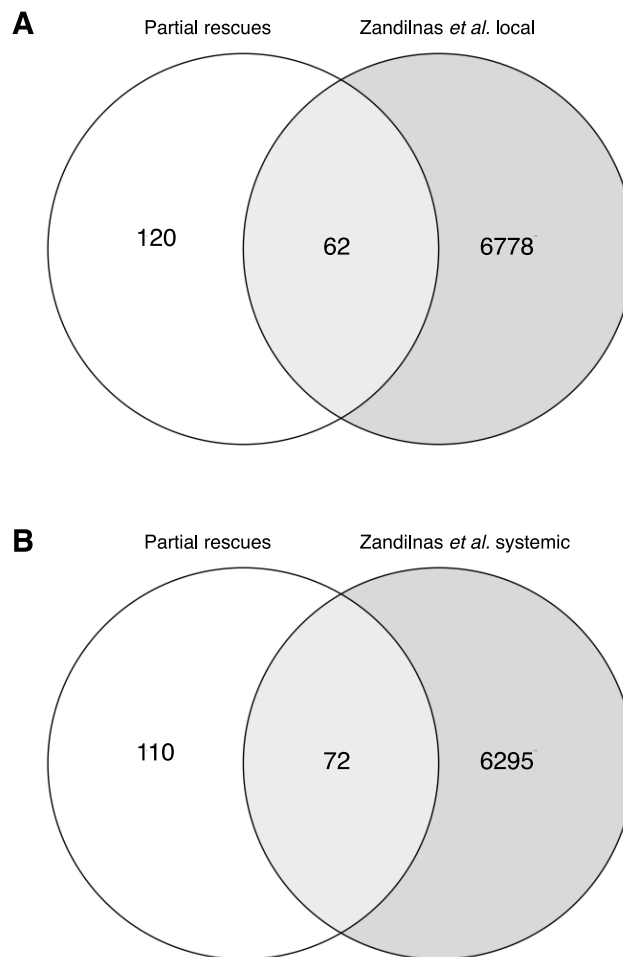 A
Partial rescues Zandilnas et al. local
120 62 6778
B
Partial rescues Zandilnas et al. systemic
110 72 6295